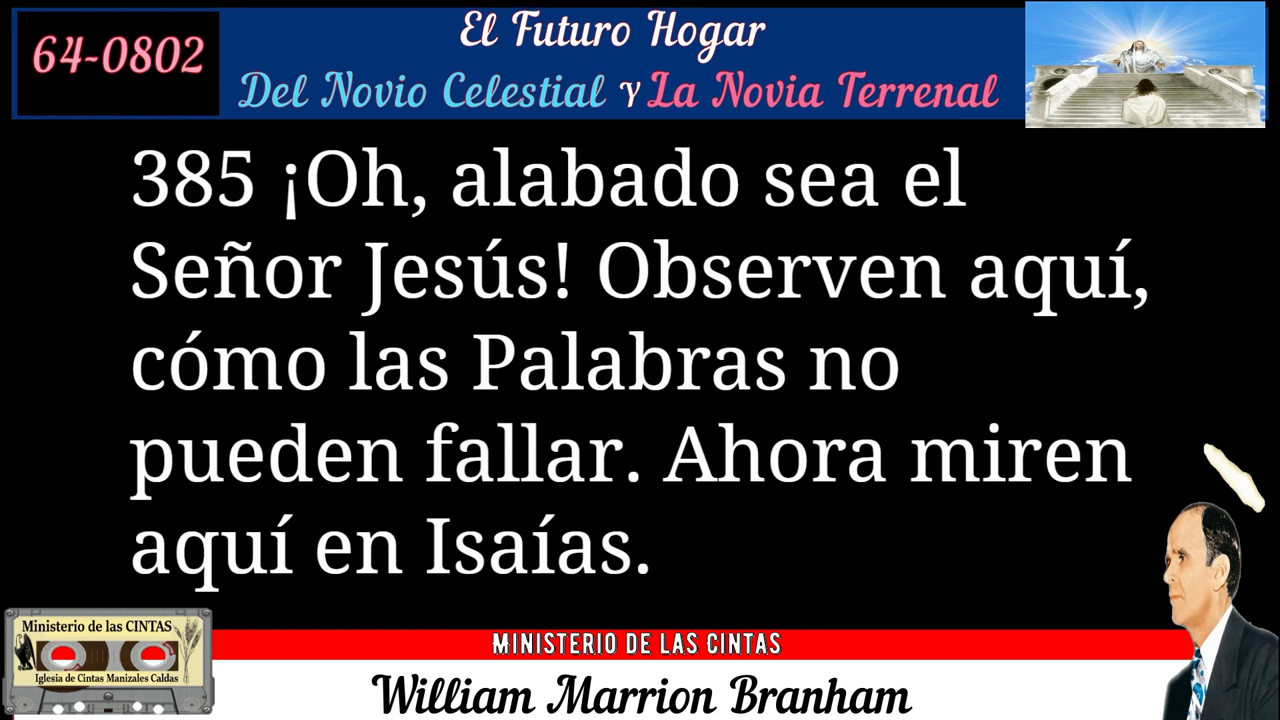 64-0802
El Futuro Hogar
Del Novio Celestial Y La Novia Terrenal
385 ¡Oh, alabado sea el
Señor Jesús! Observen aquí,
cómo las Palabras no
pueden fallar. Ahora miren
aquí en Isaías.
Ministerio de las CINTAS
Iglesia de Cintas Manizales Caldas
MINISTERIO DE LAS CINTAS
William Marrion Branham